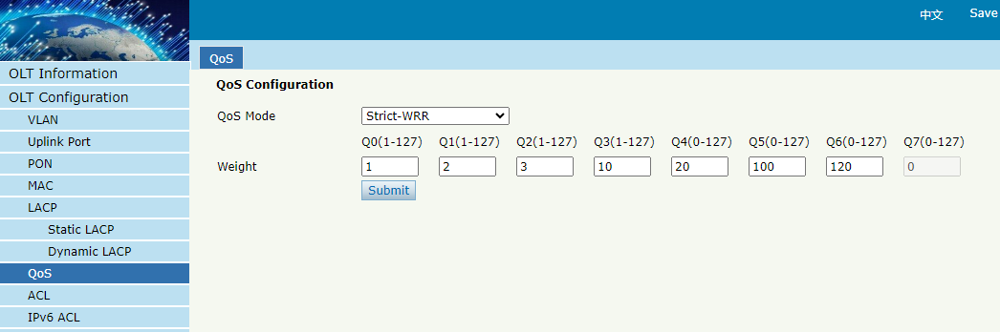 中文 Save
OLT Information
OLT Configuration
VLAN
Uplink Port
PON
MAC
LACP
Static LACP
Dynamic LACP
QoS
ACL
IPv6 ACL
QoS
QoS Configuration
QoS Mode Strict-WRR
Q0(1-127) Q1(1-127) Q2(1-127) Q3(1-127) Q4(0-127) Q5(0-127) Q6(0-127) Q7(0-127)
Weight 1 2 3 10 20 100 120 0
Submit